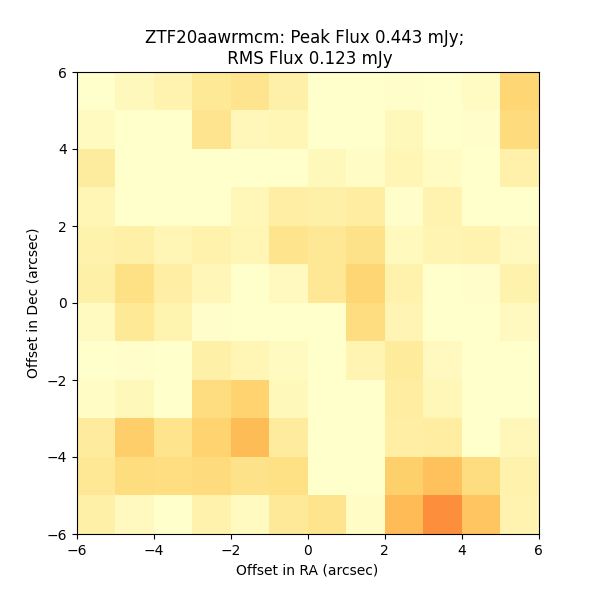 ZTF20aawrmcm: Peak Flux 0.443 mJy;
RMS Flux 0.123 mJy
6
4
2
0
−2
−4
−6
Offset in Dec (arcsec)
−6 −4 −2 0 2 4 6
Offset in RA (arcsec)